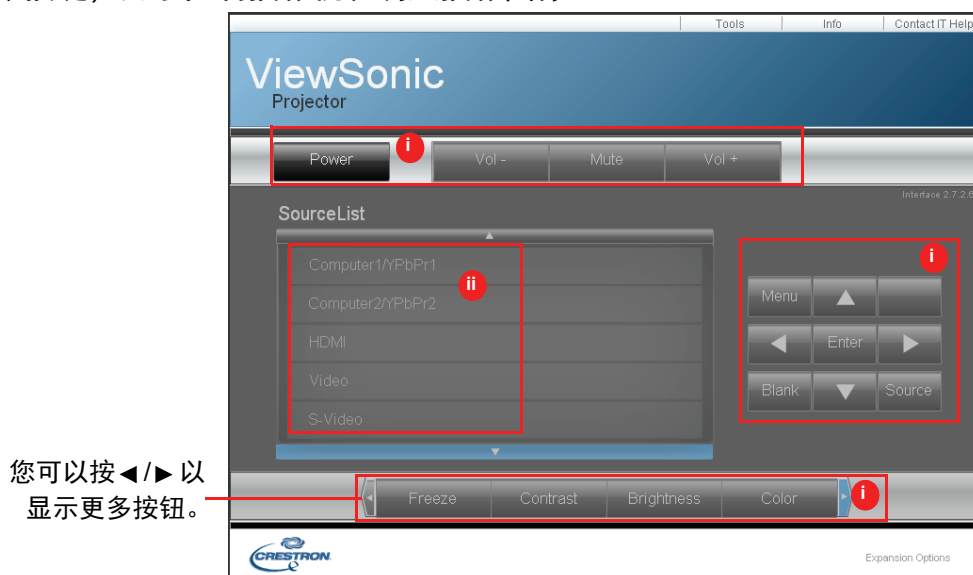 Tools Info Contact IT Help
ViewSonic
Projector
i
Power Vol - Mute Vol +
Interface 2.7.2.6
SourceList
i
Computer1/YPbPr1
ii
Computer2/YPbPr2
HDMI
Video
S-Video
Menu
Enter
Blank Source
您可以按◄/►以
显示更多按钮。
Freeze Contrast Brightness Color
i
CRESTRON
Expansion Options